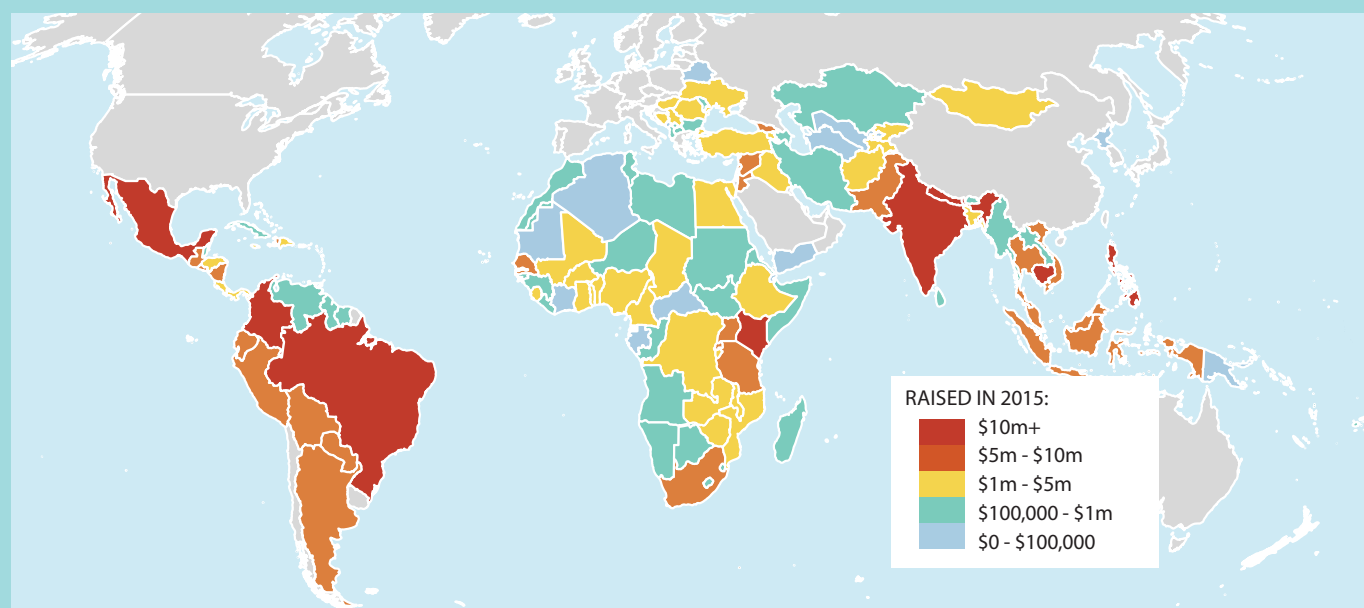 RAISED IN 2015:
$10m+
$5m - $10m
$1m - $5m
$100,000 - $1m
$0 - $100,000